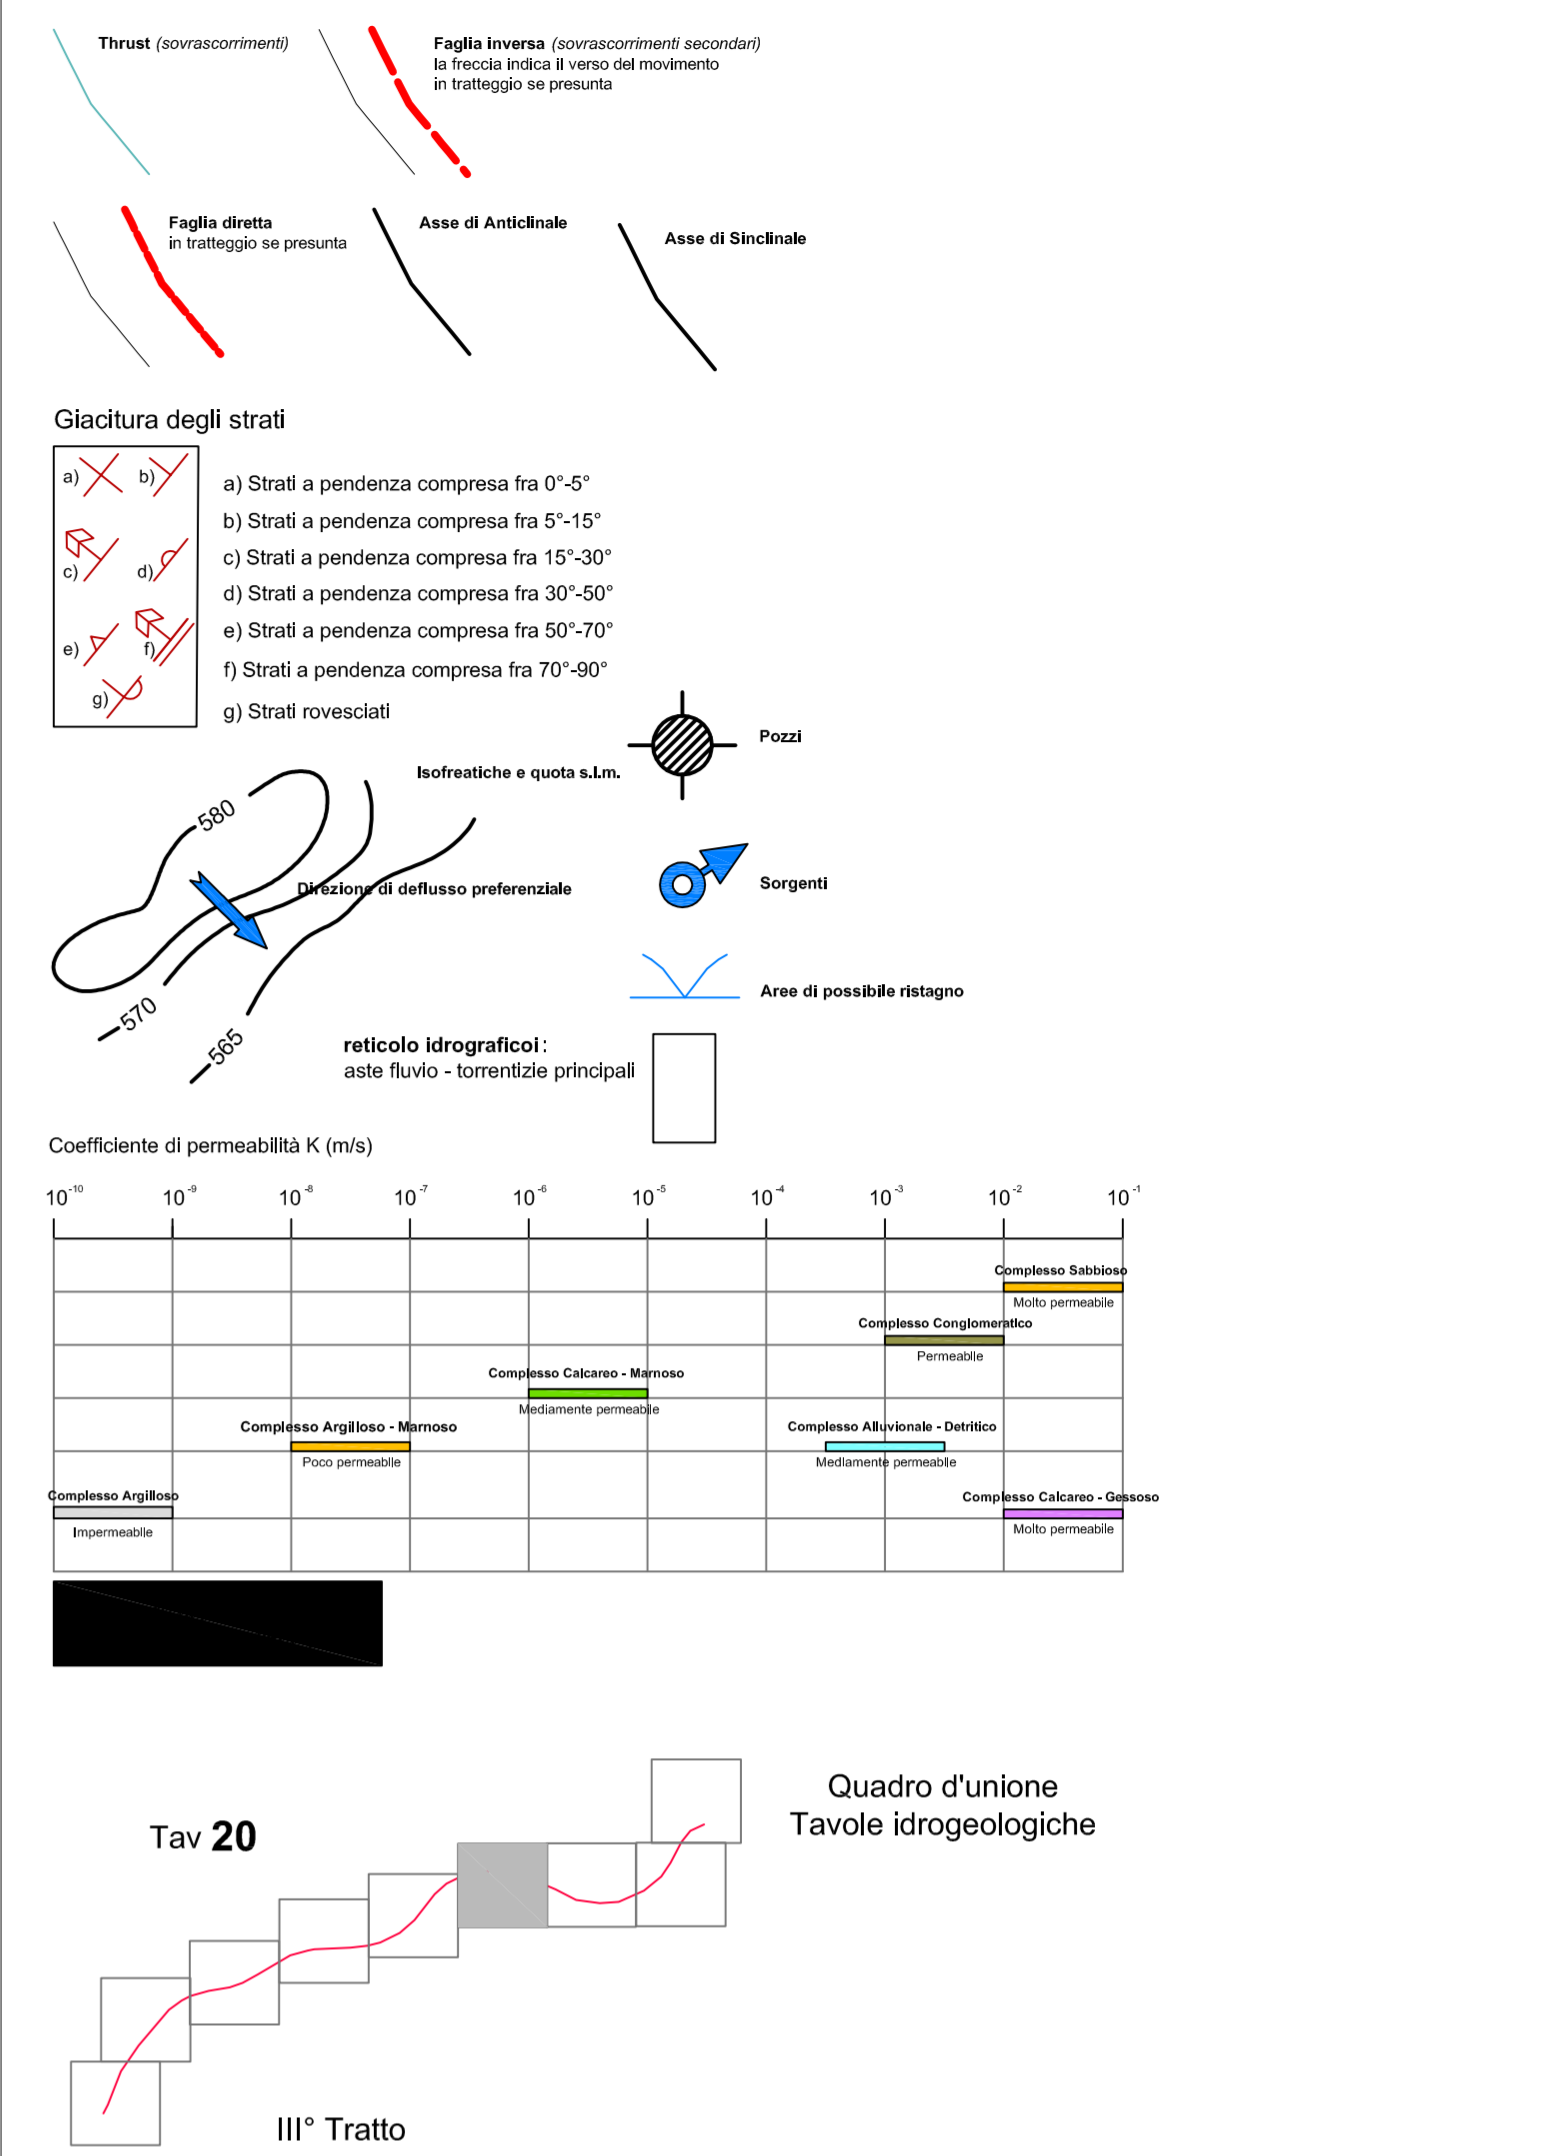 Thrust (sovrascorrimenti)
Faglia inversa (sovrascorrimenti secondari)
la freccia indica il verso del movimento
in tratteggio se presunta
Faglia diretta
in tratteggio se presunta
Asse di Anticlinale
Asse di Sinclinale
Giacitura degli strati
a)
b)
c)
d)
e)
f)
g)
a) Strati a pendenza compresa fra 0°-5°
b) Strati a pendenza compresa fra 5°-15°
c) Strati a pendenza compresa fra 15°-30°
d) Strati a pendenza compresa fra 30°-50°
e) Strati a pendenza compresa fra 50°-70°
f) Strati a pendenza compresa fra 70°-90°
g) Strati rovesciati
Pozzi
Isofreatiche e quota s.l.m.
580
Direzione di deflusso preferenziale
Sorgenti
570
565
Aree di possibile ristagno
reticolo idrograficoi:
aste fluvio - torrentizie principali
Coefficiente di permeabilità K (m/s)
10⁻¹⁰ 10⁻⁹ 10⁻⁸ 10⁻⁷ 10⁻⁶ 10⁻⁵ 10⁻⁴ 10⁻³ 10⁻² 10⁻¹
Complesso Sabbioso
Molto permeabile
Complesso Conglomeratico
Permeabile
Complesso Calcareo - Marnoso
Mediamente permeabile
Complesso Argilloso - Marnoso
Poco permeabile
Complesso Alluvionale - Detritico
Mediamente permeabile
Complesso Argilloso
Impermeabile
Complesso Calcareo - Gessoso
Molto permeabile
Quadro d'unione
Tavole idrogeologiche
Tav 20
III° Tratto